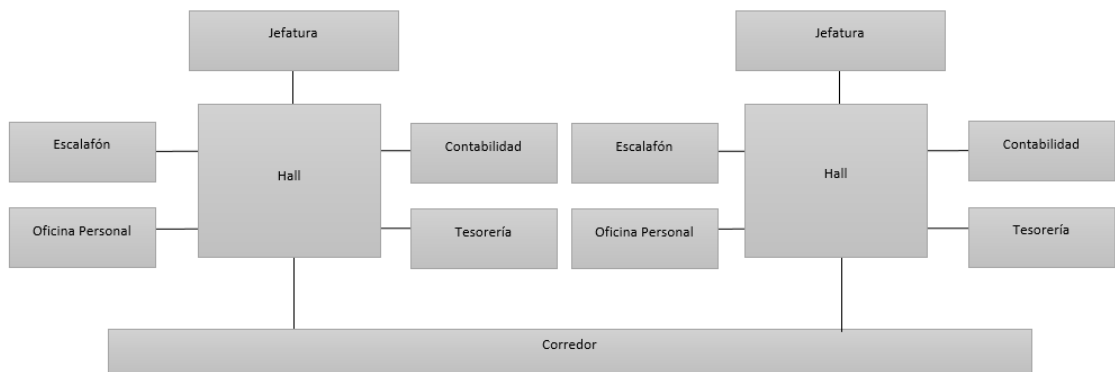 Jefatura
Jefatura
Escalafón
Hall
Contabilidad
Escalafón
Hall
Contabilidad
Oficina Personal
Tesorería
Oficina Personal
Tesorería
Corredor